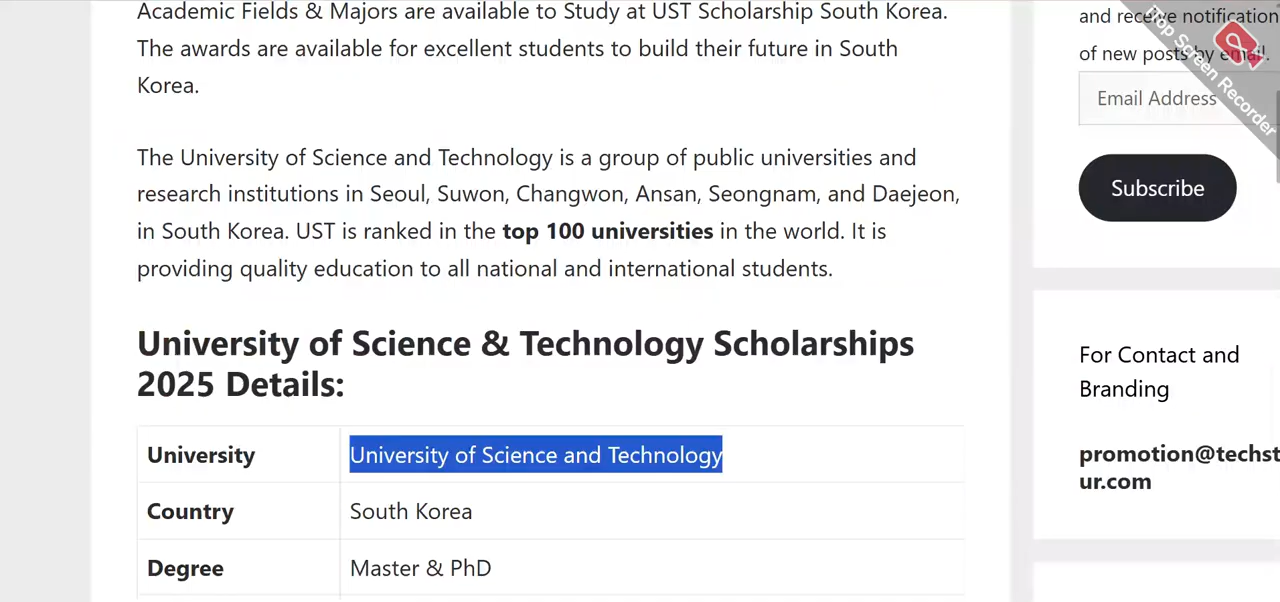 Academic Fields & Majors are available to Study at UST Scholarship South Korea.
The awards are available for excellent students to build their future in South
Korea.
The University of Science and Technology is a group of public universities and
research institutions in Seoul, Suwon, Changwon, Ansan, Seongnam, and Daejeon,
in South Korea. UST is ranked in the top 100 universities in the world. It is
providing quality education to all national and international students.
University of Science & Technology Scholarships
2025 Details:
University University of Science and Technology
Country South Korea
Degree Master & PhD
and receive notification
of new posts by email.
Email Address
Subscribe
For Contact and
Branding
promotion@techst
ur.com
iTop Screen Recorder